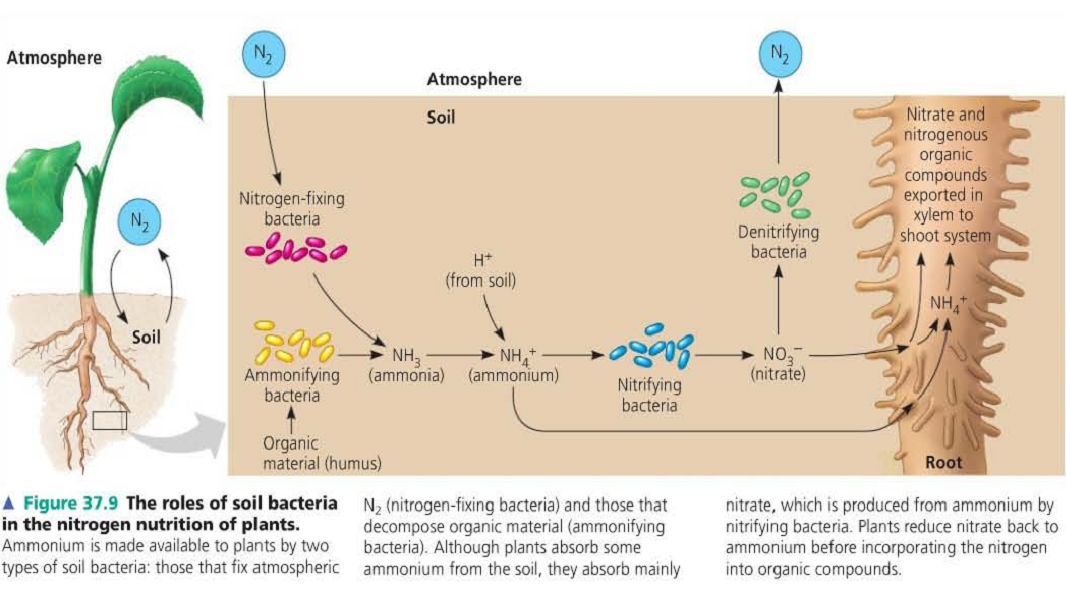 Atmosphere
N₂
Soil
N₂
Atmosphere
Soil
Nitrogen-fixing
bacteria
Ammonifying
bacteria
Organic
material (humus)
NH₃
(ammonia)
H⁺
(from soil)
NH₄⁺
(ammonium)
Nitrifying
bacteria
NO₃⁻
(nitrate)
Denitrifying
bacteria
N₂
Nitrate and
nitrogenous
organic
compounds
exported in
xylem to
shoot system
NH₄⁺
Root
▲ Figure 37.9 The roles of soil bacteria
in the nitrogen nutrition of plants.
Ammonium is made available to plants by two
types of soil bacteria: those that fix atmospheric
N₂ (nitrogen-fixing bacteria) and those that
decompose organic material (ammonifying
bacteria). Although plants absorb some
ammonium from the soil, they absorb mainly
nitrate, which is produced from ammonium by
nitrifying bacteria. Plants reduce nitrate back to
ammonium before incorporating the nitrogen
into organic compounds.